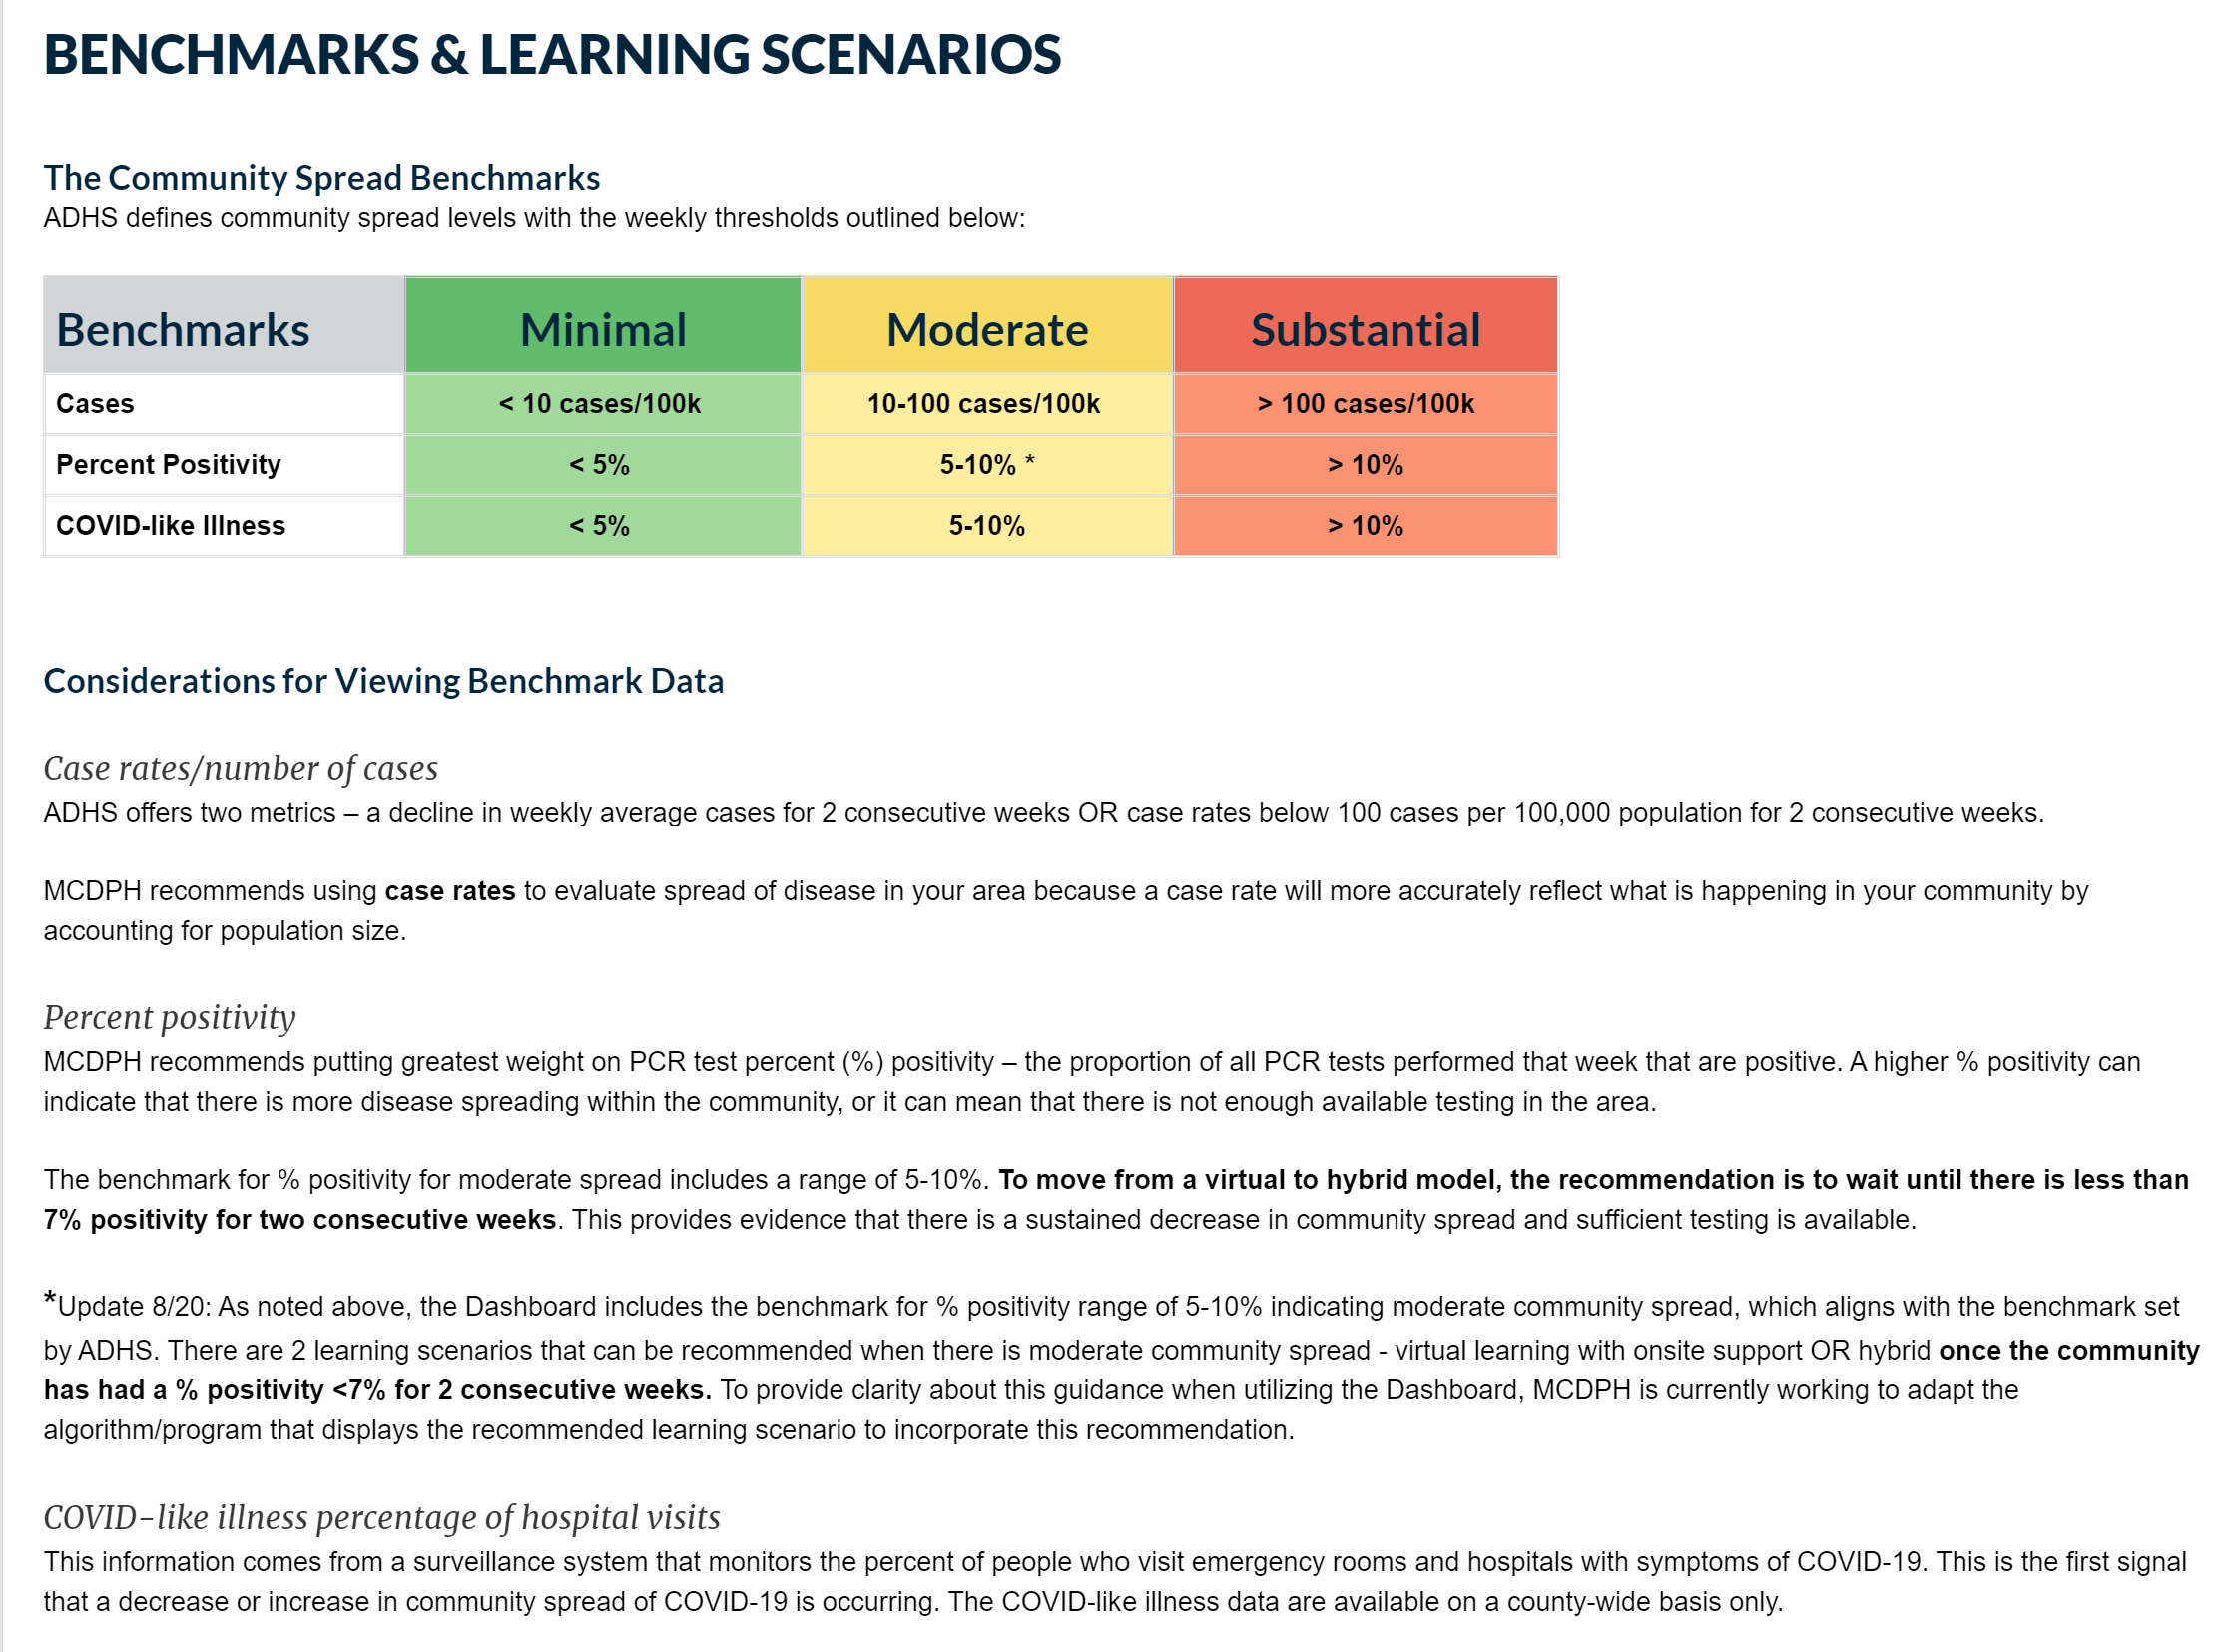 BENCHMARKS & LEARNING SCENARIOS
The Community Spread Benchmarks
ADHS defines community spread levels with the weekly thresholds outlined below:
Benchmarks Minimal Moderate Substantial
Cases < 10 cases/100k 10-100 cases/100k > 100 cases/100k
Percent Positivity < 5% 5-10% * > 10%
COVID-like Illness < 5% 5-10% > 10%
Considerations for Viewing Benchmark Data
Case rates/number of cases
ADHS offers two metrics – a decline in weekly average cases for 2 consecutive weeks OR case rates below 100 cases per 100,000 population for 2 consecutive weeks.
MCDPH recommends using case rates to evaluate spread of disease in your area because a case rate will more accurately reflect what is happening in your community by
accounting for population size.
Percent positivity
MCDPH recommends putting greatest weight on PCR test percent (%) positivity – the proportion of all PCR tests performed that week that are positive. A higher % positivity can
indicate that there is more disease spreading within the community, or it can mean that there is not enough available testing in the area.
The benchmark for % positivity for moderate spread includes a range of 5-10%. To move from a virtual to hybrid model, the recommendation is to wait until there is less than
7% positivity for two consecutive weeks. This provides evidence that there is a sustained decrease in community spread and sufficient testing is available.
*Update 8/20: As noted above, the Dashboard includes the benchmark for % positivity range of 5-10% indicating moderate community spread, which aligns with the benchmark set
by ADHS. There are 2 learning scenarios that can be recommended when there is moderate community spread - virtual learning with onsite support OR hybrid once the community
has had a % positivity <7% for 2 consecutive weeks. To provide clarity about this guidance when utilizing the Dashboard, MCDPH is currently working to adapt the
algorithm/program that displays the recommended learning scenario to incorporate this recommendation.
COVID-like illness percentage of hospital visits
This information comes from a surveillance system that monitors the percent of people who visit emergency rooms and hospitals with symptoms of COVID-19. This is the first signal
that a decrease or increase in community spread of COVID-19 is occurring. The COVID-like illness data are available on a county-wide basis only.